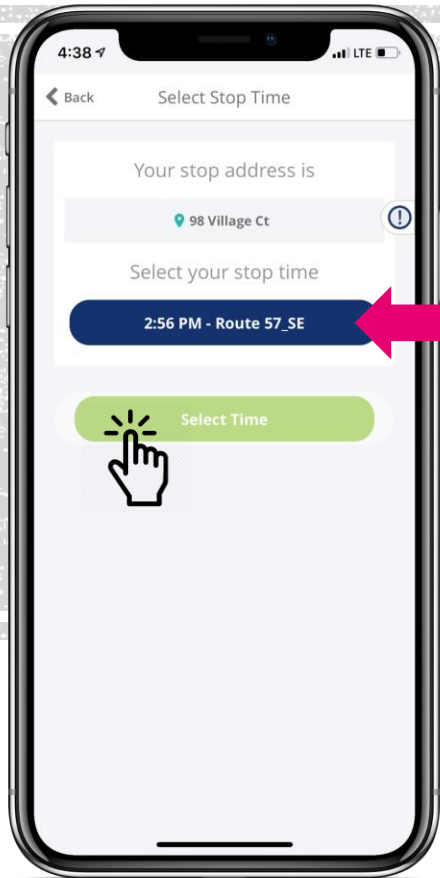 4:38
LTE
Back
Select Stop Time
Your stop address is
98 Village Ct
Select your stop time
2:56 PM - Route 57_SE
Select Time